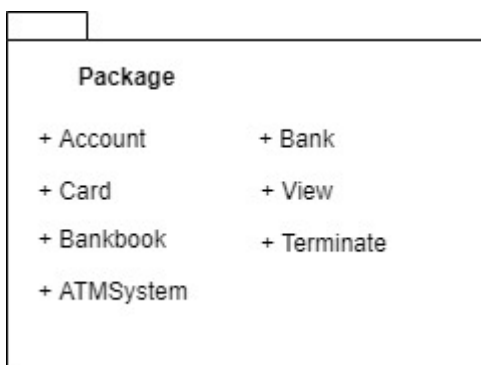 Package
+ Account
+ Card
+ Bankbook
+ ATMSystem
+ Bank
+ View
+ Terminate